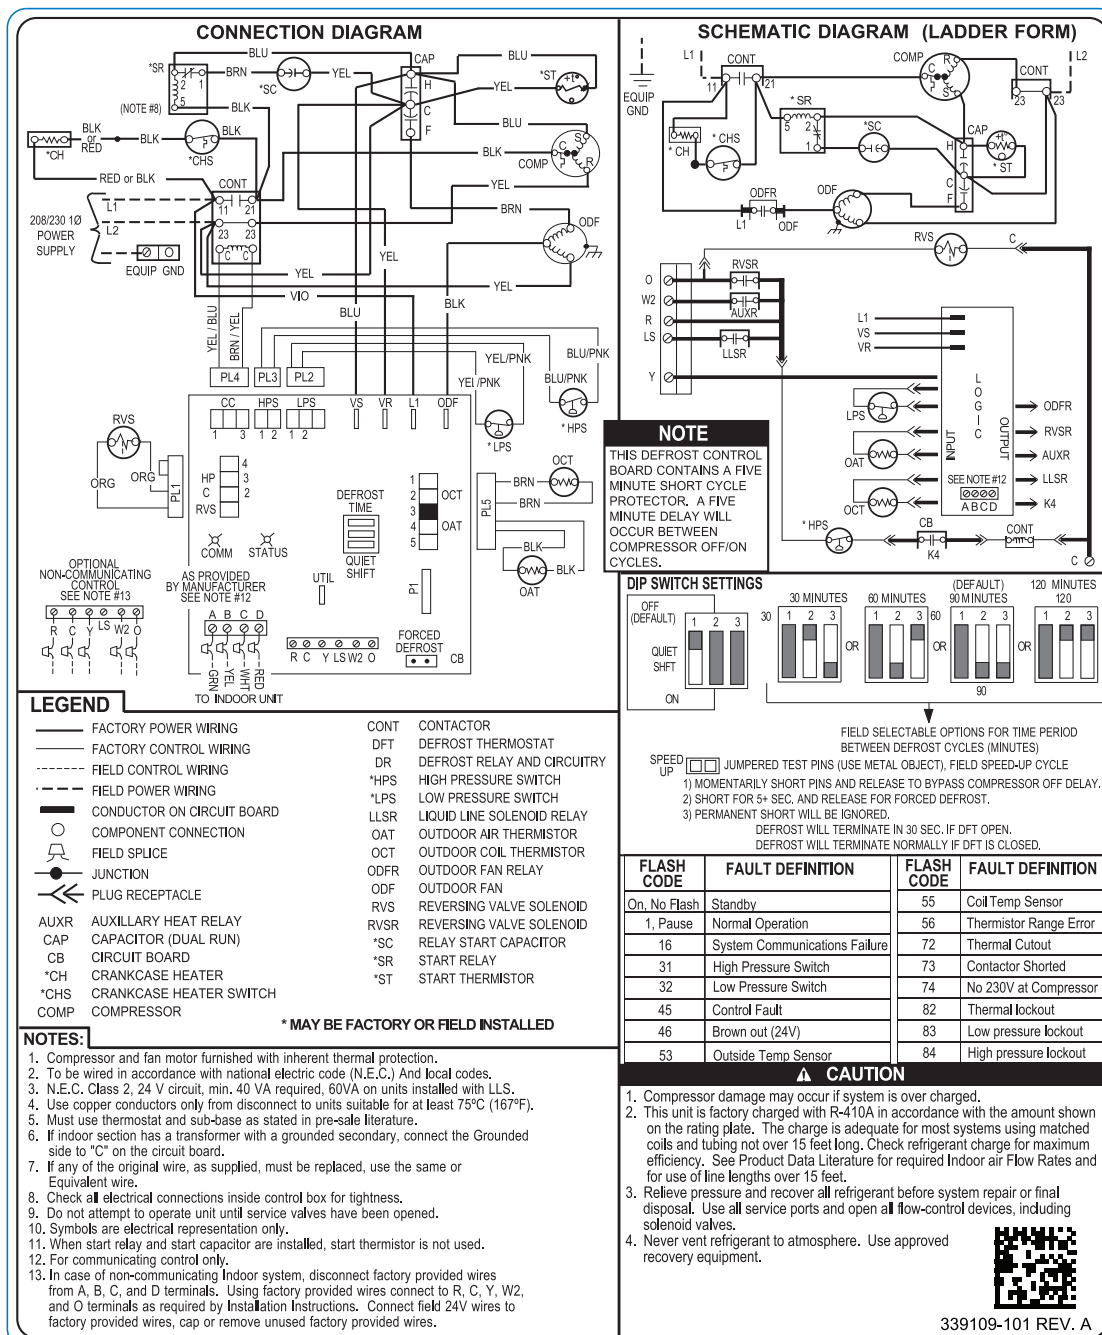 CONNECTION DIAGRAM
BLU
CAP
BLU
*SR
BRN
YEL
*SC
H
YEL
*ST
+t°
2
1
5
(NOTE #8)
BLK
C
F
BLU
BLK
or
RED
BLK
BLK
*CH
*CHS
BLK
COMP
C
S
R
RED or BLK
CONT
YEL
L1
11
21
BRN
208/230 1Ø
POWER
SUPPLY
L2
23
23
ODF
C
C
EQUIP GND
YEL
YEL
YEL
VIO
BLK
YEL / BLU
BRN / YEL
BLU
YEL/PNK
BLU/PNK
YEL/PNK
BLU/PNK
PL4
PL3
PL2
CC
HPS
LPS
VS
VR
L1
ODF
1
3
1 2
1 2
* LPS
* HPS
RVS
ORG
ORG
PL1
HP
C
RVS
4
3
2
1
DEFROST
TIME
QUIET
SHIFT
1
2
3
4
5
OCT
OAT
PL5
BRN
BRN
OCT
BLK
BLK
OAT
COMM
STATUS
OPTIONAL
NON-COMMUNICATING
CONTROL
SEE NOTE #13
AS PROVIDED
BY MANUFACTURER
SEE NOTE #12
UTIL
P1
R C Y LS W2 O
A B C D
GRN
YEL
WHT
RED
R C Y LS W2 O
FORCED
DEFROST
CB
TO INDOOR UNIT
SCHEMATIC DIAGRAM (LADDER FORM)
L1
CONT
COMP
R
C
S
CONT
L2
11
21
23
23
EQUIP
GND
* SR
5
2
1
*SC
CAP
H
C
F
+t°
* ST
* CH
* CHS
ODFR
L1
ODF
ODF
RVS
C
O
W2
R
LS
Y
RVSR
AUXR
LLSR
L1
VS
VR
LPS
OAT
OCT
LOGIC
INPUT
OUTPUT
SEE NOTE #12
A B C D
ODFR
RVSR
AUXR
LLSR
K4
* HPS
CB
K4
CONT
C
NOTE
THIS DEFROST CONTROL
BOARD CONTAINS A FIVE
MINUTE SHORT CYCLE
PROTECTOR. A FIVE
MINUTE DELAY WILL
OCCUR BETWEEN
COMPRESSOR OFF/ON
CYCLES.
DIP SWITCH SETTINGS
OFF
(DEFAULT)
QUIET
SHFT
ON
1 2 3
30
30 MINUTES
1 2 3
OR
60 MINUTES
1 2 3
60
OR
(DEFAULT)
90 MINUTES
1 2 3
90
OR
120 MINUTES
120
1 2 3
FIELD SELECTABLE OPTIONS FOR TIME PERIOD
BETWEEN DEFROST CYCLES (MINUTES)
SPEED
UP
JUMPERED TEST PINS (USE METAL OBJECT), FIELD SPEED-UP CYCLE
1) MOMENTARILY SHORT PINS AND RELEASE TO BYPASS COMPRESSOR OFF DELAY.
2) SHORT FOR 5+ SEC. AND RELEASE FOR FORCED DEFROST.
3) PERMANENT SHORT WILL BE IGNORED.
DEFROST WILL TERMINATE IN 30 SEC. IF DFT OPEN.
DEFROST WILL TERMINATE NORMALLY IF DFT IS CLOSED.
LEGEND
FACTORY POWER WIRING
FACTORY CONTROL WIRING
FIELD CONTROL WIRING
FIELD POWER WIRING
CONDUCTOR ON CIRCUIT BOARD
COMPONENT CONNECTION
FIELD SPLICE
JUNCTION
PLUG RECEPTACLE
AUXR AUXILLARY HEAT RELAY
CAP CAPACITOR (DUAL RUN)
CB CIRCUIT BOARD
*CH CRANKCASE HEATER
*CHS CRANKCASE HEATER SWITCH
COMP COMPRESSOR
CONT CONTACTOR
DFT DEFROST THERMOSTAT
DR DEFROST RELAY AND CIRCUITRY
*HPS HIGH PRESSURE SWITCH
*LPS LOW PRESSURE SWITCH
LLSR LIQUID LINE SOLENOID RELAY
OAT OUTDOOR AIR THERMISTOR
OCT OUTDOOR COIL THERMISTOR
ODFR OUTDOOR FAN RELAY
ODF OUTDOOR FAN
RVS REVERSING VALVE SOLENOID
RVSR REVERSING VALVE SOLENOID
*SC RELAY START CAPACITOR
*SR START RELAY
*ST START THERMISTOR
* MAY BE FACTORY OR FIELD INSTALLED
FLASH CODE FAULT DEFINITION
On, No Flash Standby
1, Pause Normal Operation
16 System Communications Failure
31 High Pressure Switch
32 Low Pressure Switch
45 Control Fault
46 Brown out (24V)
53 Outside Temp Sensor
FLASH CODE FAULT DEFINITION
55 Coil Temp Sensor
56 Thermistor Range Error
72 Thermal Cutout
73 Contactor Shorted
74 No 230V at Compressor
82 Thermal lockout
83 Low pressure lockout
84 High pressure lockout
NOTES:
1. Compressor and fan motor furnished with inherent thermal protection.
2. To be wired in accordance with national electric code (N.E.C.) And local codes.
3. N.E.C. Class 2, 24 V circuit, min. 40 VA required, 60VA on units installed with LLS.
4. Use copper conductors only from disconnect to units suitable for at least 75°C (167°F).
5. Must use thermostat and sub-base as stated in pre-sale literature.
6. If indoor section has a transformer with a grounded secondary, connect the Grounded
side to "C" on the circuit board.
7. If any of the original wire, as supplied, must be replaced, use the same or
Equivalent wire.
8. Check all electrical connections inside control box for tightness.
9. Do not attempt to operate unit until service valves have been opened.
10. Symbols are electrical representation only.
11. When start relay and start capacitor are installed, start thermistor is not used.
12. For communicating control only.
13. In case of non-communicating Indoor system, disconnect factory provided wires
from A, B, C, and D terminals. Using factory provided wires connect to R, C, Y, W2,
and O terminals as required by Installation Instructions. Connect field 24V wires to
factory provided wires, cap or remove unused factory provided wires.
CAUTION
1. Compressor damage may occur if system is over charged.
2. This unit is factory charged with R-410A in accordance with the amount shown
on the rating plate. The charge is adequate for most systems using matched
coils and tubing not over 15 feet long. Check refrigerant charge for maximum
efficiency. See Product Data Literature for required Indoor air Flow Rates and
for use of line lengths over 15 feet.
3. Relieve pressure and recover all refrigerant before system repair or final
disposal. Use all service ports and open all flow-control devices, including
solenoid valves.
4. Never vent refrigerant to atmosphere. Use approved
recovery equipment.
339109-101 REV. A